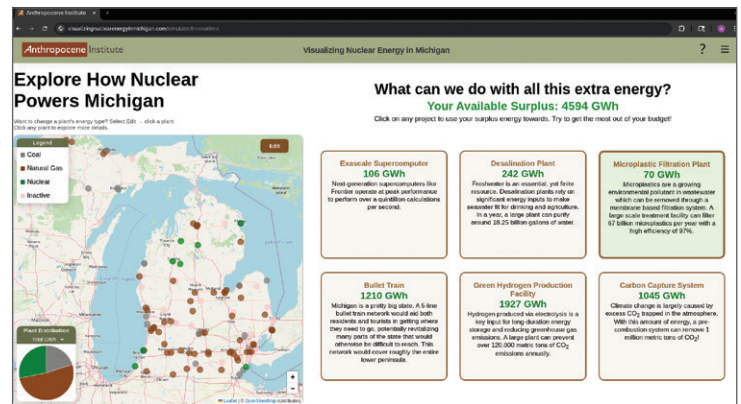 Anthropocene Institute
visualizingnuclearenergyinmichigan.com/simulation/innovations
Anthropocene Institute
Visualizing Nuclear Energy in Michigan
?
Explore How Nuclear
Powers Michigan
Want to change a plant's energy type? Select Edit → click a plant
Click any plant to explore more details.
Legend
Coal
Natural Gas
Nuclear
Inactive
Edit
Plant Distribution
Total GWh
+
−
Leaflet | © OpenStreetMap contributors
What can we do with all this extra energy?
Your Available Surplus: 4594 GWh
Click on any project to use your surplus energy towards. Try to get the most out of your budget!
Exascale Supercomputer
106 GWh
Next-generation supercomputers like
Frontier operate at peak performance
to perform over a quintillion calculations
per second.
Desalination Plant
242 GWh
Freshwater is an essential, yet finite
resource. Desalination plants rely on
significant energy inputs to make
seawater fit for drinking and agriculture.
In a year, a large plant can purify
around 18.25 billion gallons of water.
Microplastic Filtration Plant
70 GWh
Microplastics are a growing
environmental pollutant in wastewater
which can be removed through a
membrane based filtration system. A
large scale treatment facility can filter
67 billion microplastics per year with a
high efficiency of 97%.
Bullet Train
1210 GWh
Michigan is a pretty big state. A 5-line
bullet train network would aid both
residents and tourists in getting where
they need to go, potentially revitalizing
many parts of the state that would
otherwise be difficult to reach. This
network would cover roughly the entire
lower peninsula.
Green Hydrogen Production
Facility
1927 GWh
Hydrogen produced via electrolysis is a
key input for long-duration energy
storage and reducing greenhouse gas
emissions. A large plant can prevent
over 120,000 metric tons of CO₂
emissions annually.
Carbon Capture System
1045 GWh
Climate change is largely caused by
excess CO₂ trapped in the atmosphere.
With this amount of energy, a pre-
combustion system can remove 1
million metric tons of CO₂!